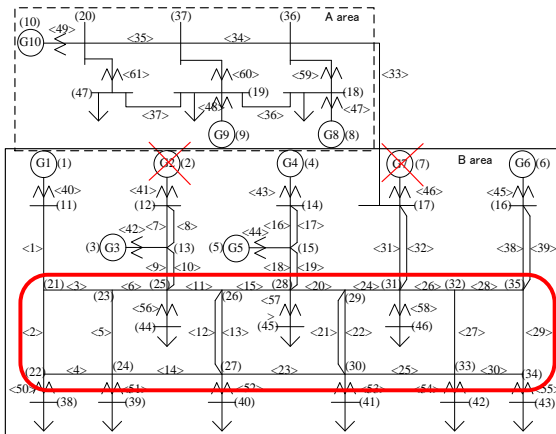 (20) (37) (36) A area
(10) <35> <34>
G10 <49>
<61> <60> <59> <33>
(47) (19) (18)
<37> <48> <36> <47>
G9 (9) G8 (8)
B area
G1 (1) G2 (2) G4 (4) G7 (7) G6 (6)
<40> <41> <43> <46> <45>
(11) (12) (14) (17) (16)
<42> <7> <8> <44> <16> <17>
(3) G3 (13) (5) G5 (15) <31> <32> <38> <39>
<1> <9> <10> <18> <19>
(21) <3> <6> (25) <11> <15> (28) <20> <24> (31) <26> (32) <28> (35)
(23) (26) (29)
<56> <57> <58>
<2> <5> (44) <12> <13> (45) <21> <22> (46) <27> <29>
(22) <4> (24) <14> (27) <23> (30) <25> (33) <30> (34)
<50> <51> <52> <53> <54> <55>
(38) (39) (40) (41) (42) (43)